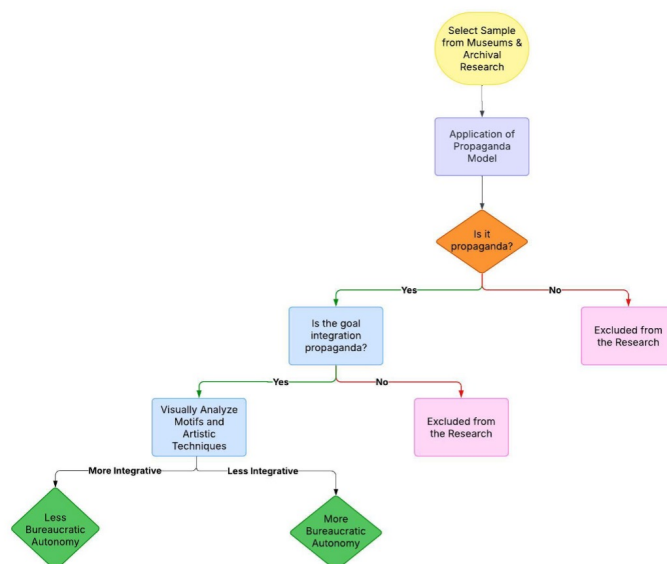 Select Sample
from Museums &
Archival
Research
Application of
Propaganda
Model
Is it
propaganda?
Yes
No
Is the goal
integration
propaganda?
Excluded from
the Research
Yes
No
Visually Analyze
Motifs and
Artistic
Techniques
Excluded from
the Research
More Integrative
Less Integrative
Less
Bureaucratic
Autonomy
More
Bureaucratic
Autonomy